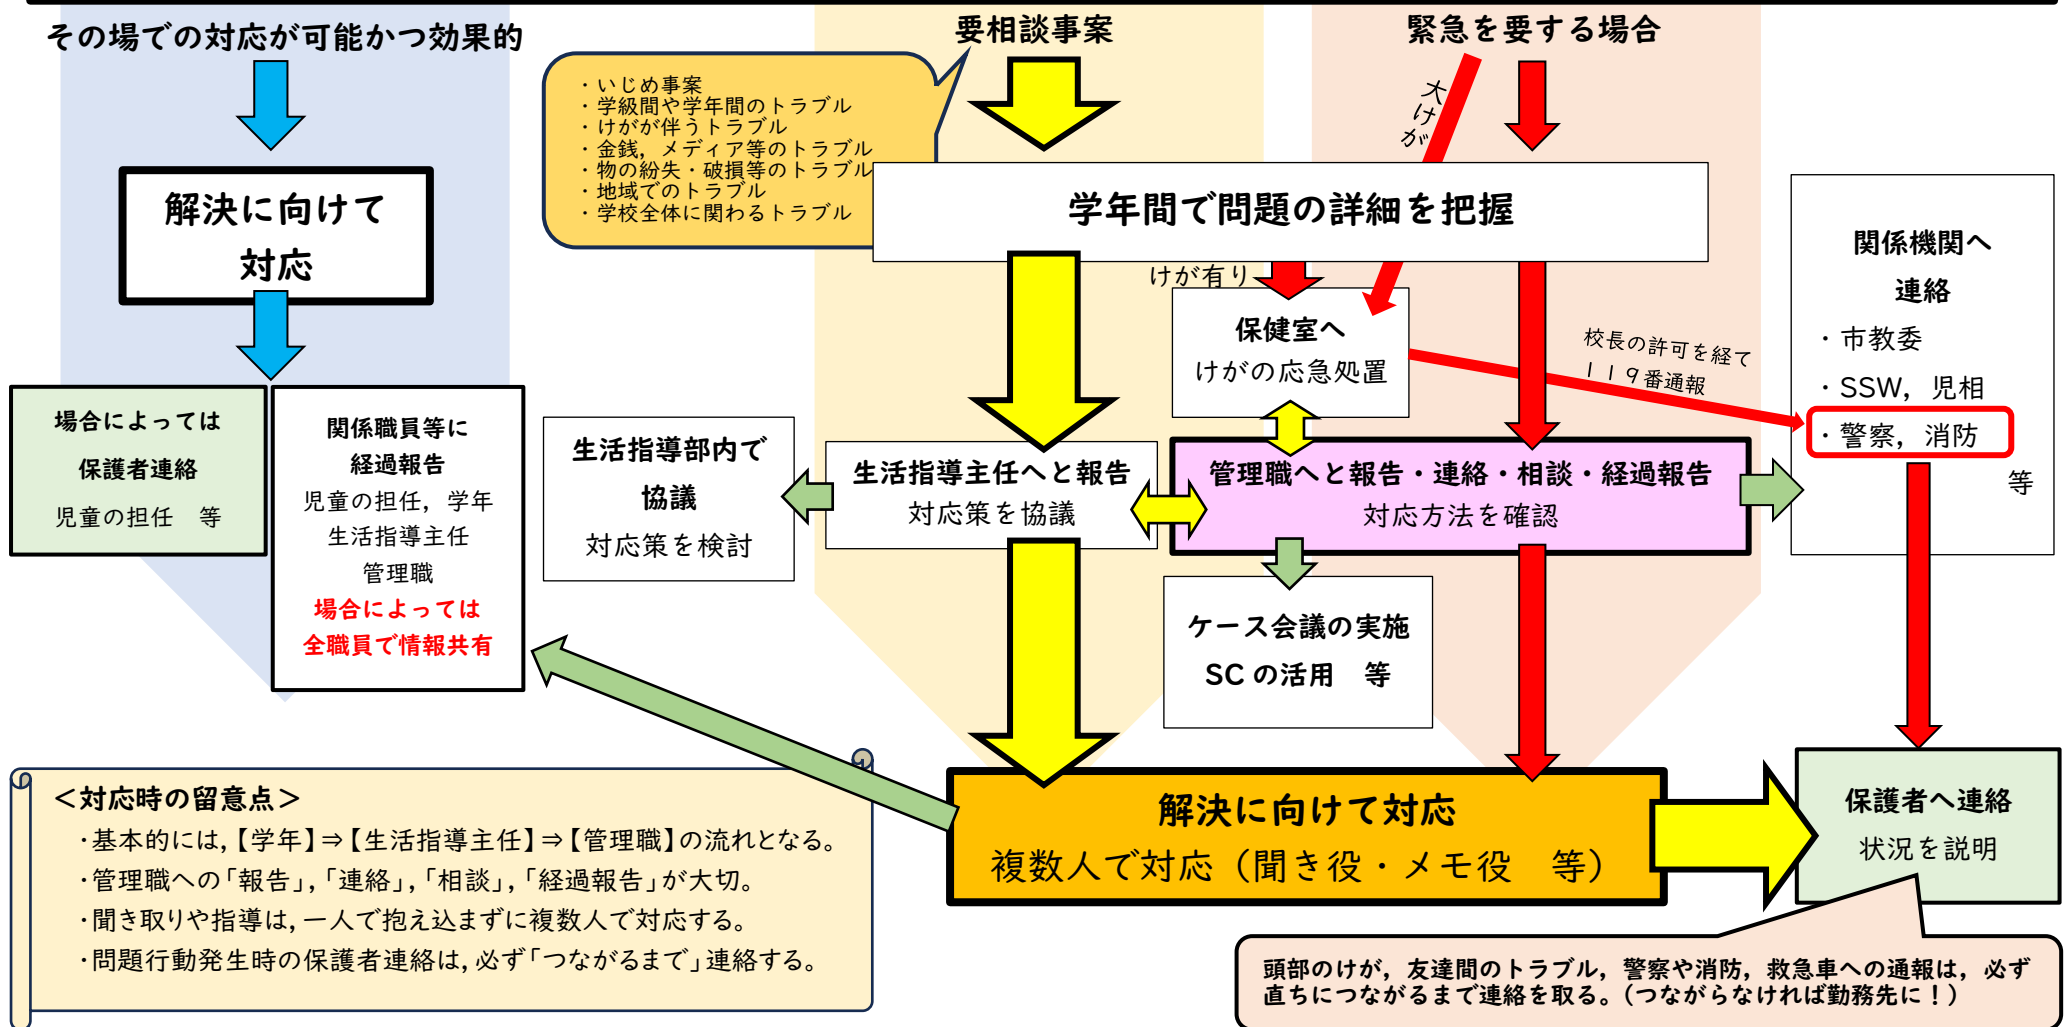 その場での対応が可能かつ効果的
要相談事案
緊急を要する場合
・いじめ事案
・学級間や学年間のトラブル
・けがが伴うトラブル
・金銭，メディア等のトラブル
・物の紛失・破損等のトラブル
・地域でのトラブル
・学校全体に関わるトラブル
大けが
解決に向けて
対応
学年間で問題の詳細を把握
けが有り
保健室へ
けがの応急処置
校長の許可を経て
１１９番通報
関係機関へ
連絡
・市教委
・SSW，児相
・警察，消防
等
場合によっては
保護者連絡
児童の担任　等
関係職員等に
経過報告
児童の担任，学年
生活指導主任
管理職
場合によっては
全職員で情報共有
生活指導部内で
協議
対応策を検討
生活指導主任へと報告
対応策を協議
管理職へと報告・連絡・相談・経過報告
対応方法を確認
ケース会議の実施
SC の活用　等
＜対応時の留意点＞
・基本的には，【学年】⇒【生活指導主任】⇒【管理職】の流れとなる。
・管理職への「報告」，「連絡」，「相談」，「経過報告」が大切。
・聞き取りや指導は，一人で抱え込まずに複数人で対応する。
・問題行動発生時の保護者連絡は，必ず「つながるまで」連絡する。
解決に向けて対応
複数人で対応（聞き役・メモ役　等）
保護者へ連絡
状況を説明
頭部のけが，友達間のトラブル，警察や消防，救急車への通報は，必ず
直ちにつながるまで連絡を取る。（つながらなければ勤務先に！）